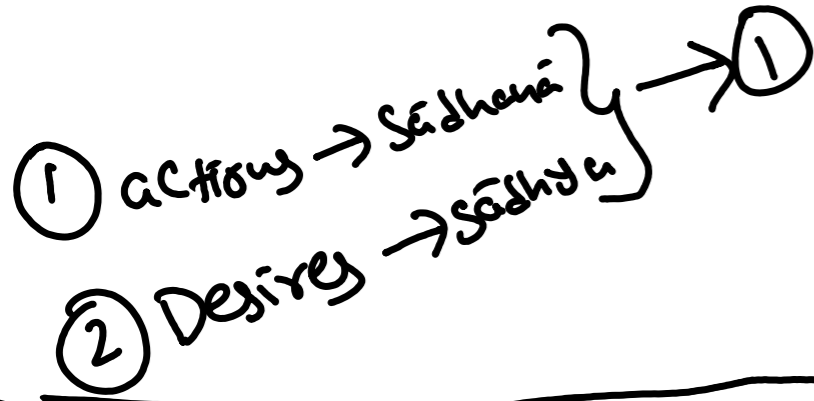 ① actions → Sādhanā } → ①
② Desires → Sādhya